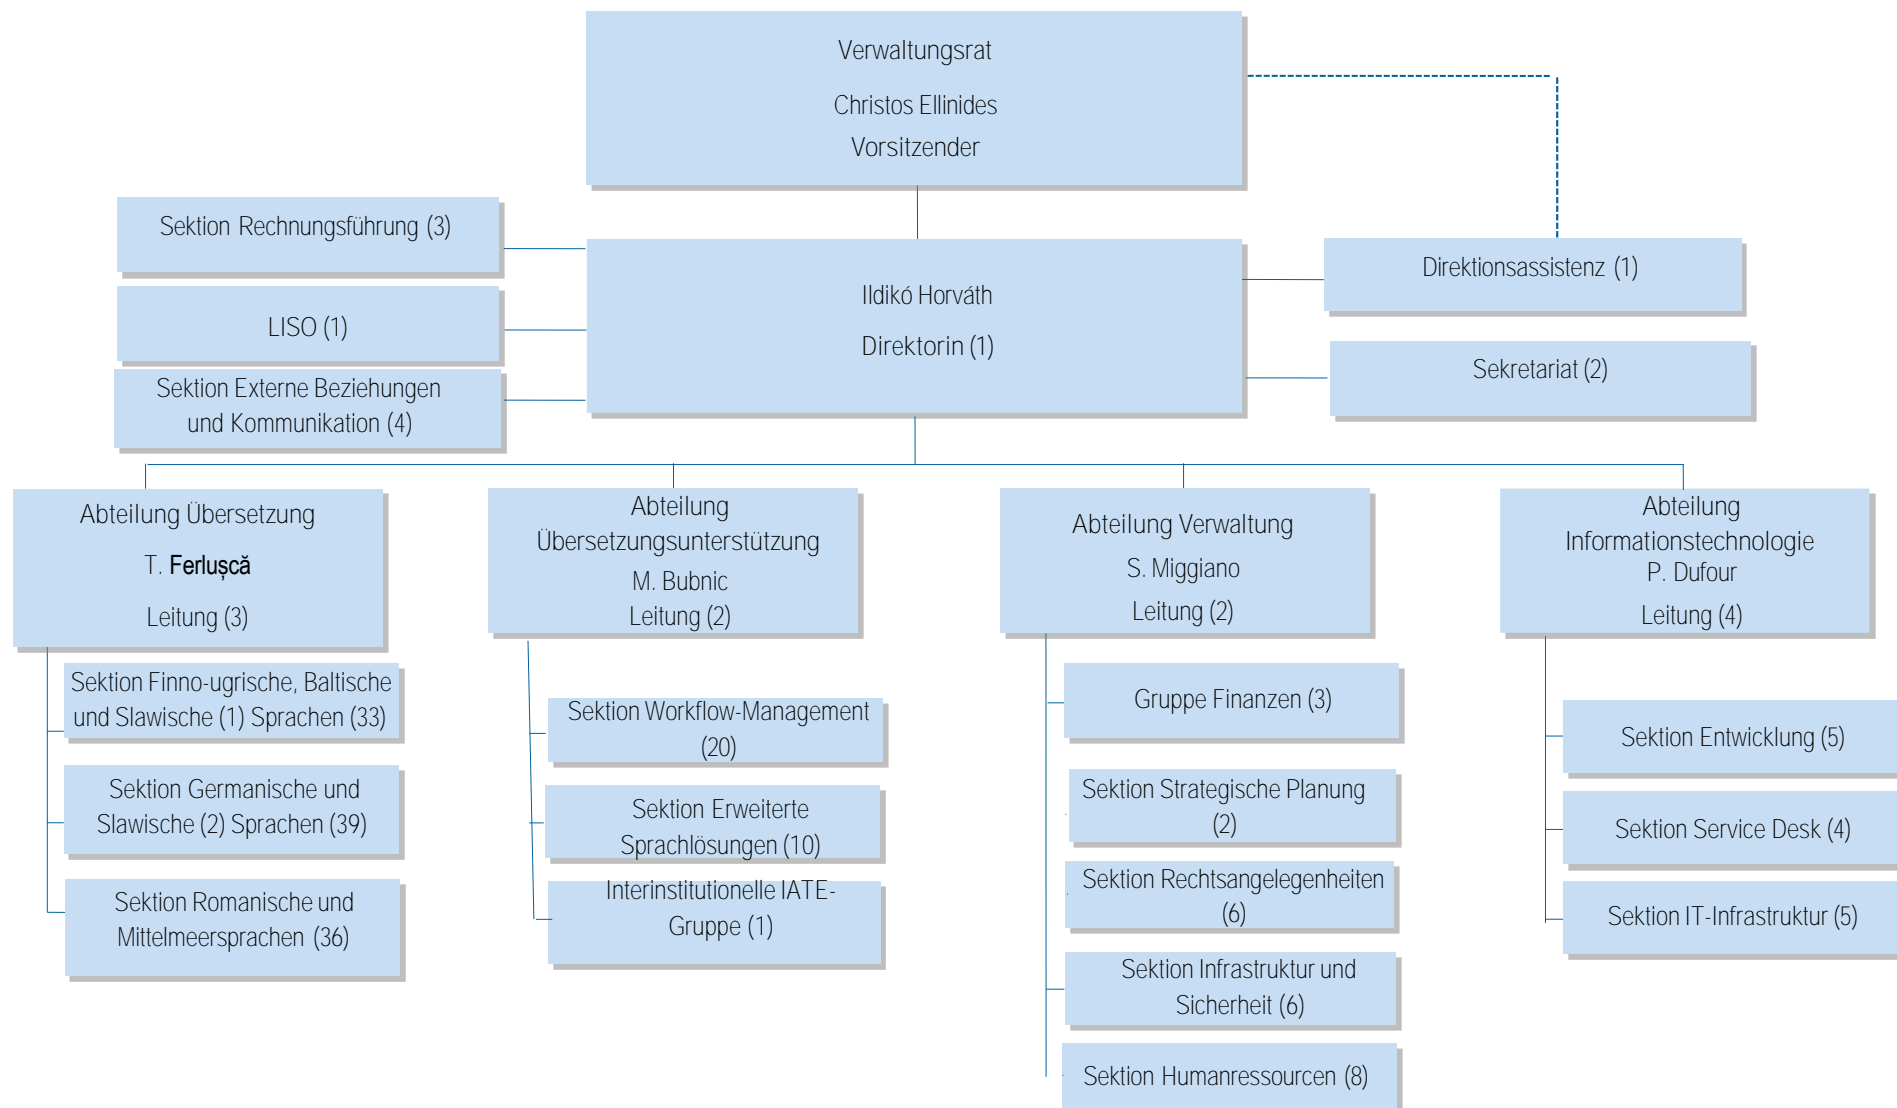 Verwaltungsrat
Christos Ellinides
Vorsitzender
Sektion Rechnungsführung (3)
LISO (1)
Sektion Externe Beziehungen
und Kommunikation (4)
Ildikó Horváth
Direktorin (1)
Direktionsassistenz (1)
Sekretariat (2)
Abteilung Übersetzung
T. Ferlușcă
Leitung (3)
Sektion Finno-ugrische, Baltische
und Slawische (1) Sprachen (33)
Sektion Germanische und
Slawische (2) Sprachen (39)
Sektion Romanische und
Mittelmeersprachen (36)
Abteilung
Übersetzungsunterstützung
M. Bubnic
Leitung (2)
Sektion Workflow-Management
(20)
Sektion Erweiterte
Sprachlösungen (10)
Interinstitutionelle IATE-
Gruppe (1)
Abteilung Verwaltung
S. Miggiano
Leitung (2)
Gruppe Finanzen (3)
Sektion Strategische Planung
(2)
Sektion Rechtsangelegenheiten
(6)
Sektion Infrastruktur und
Sicherheit (6)
Sektion Humanressourcen (8)
Abteilung
Informationstechnologie
P. Dufour
Leitung (4)
Sektion Entwicklung (5)
Sektion Service Desk (4)
Sektion IT-Infrastruktur (5)